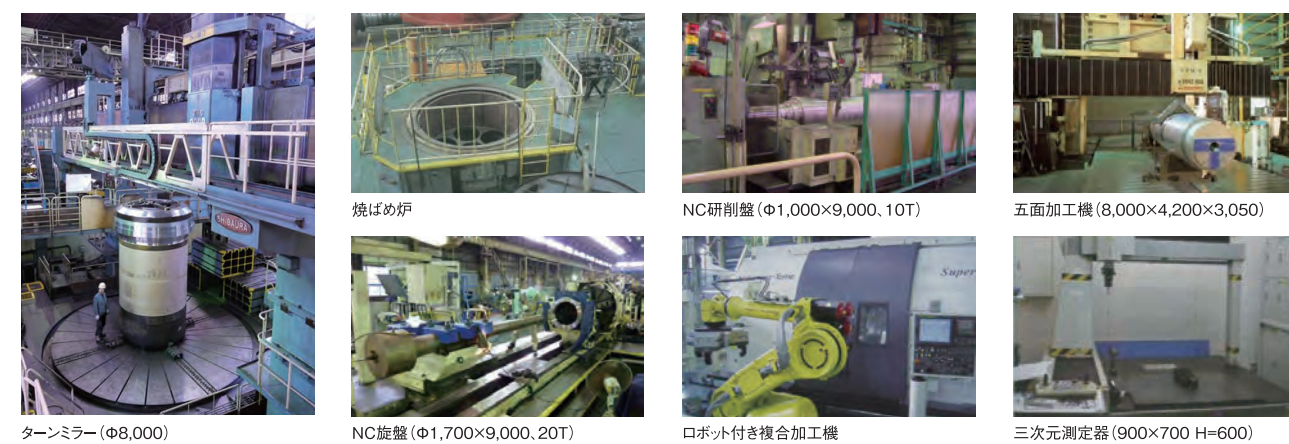 SHIBAURA
焼ばめ炉
NC研削盤(Φ1,000×9,000、10T)
五面加工機(8,000×4,200×3,050)
Super
ターンミラー(Φ8,000)
NC旋盤(Φ1,700×9,000、20T)
ロボット付き複合加工機
三次元測定器(900×700 H=600)